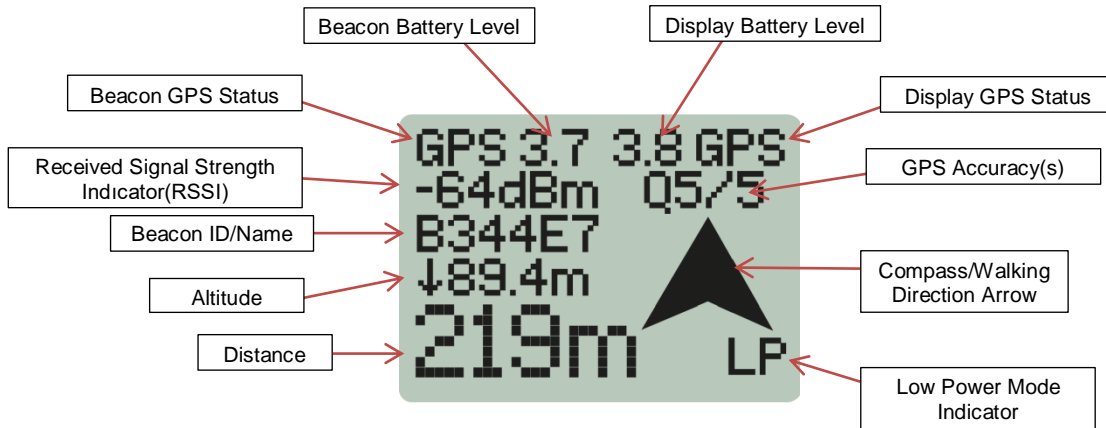 Beacon Battery Level
Display Battery Level
Beacon GPS Status
Display GPS Status
Received Signal Strength
Indicator(RSSI)
GPS Accuracy(s)
Beacon ID/Name
Altitude
Compass/Walking
Direction Arrow
Distance
Low Power Mode
Indicator
GPS 3.7 3.8 GPS
-64dBm Q5/5
B344E7
↓89.4m
219m
LP